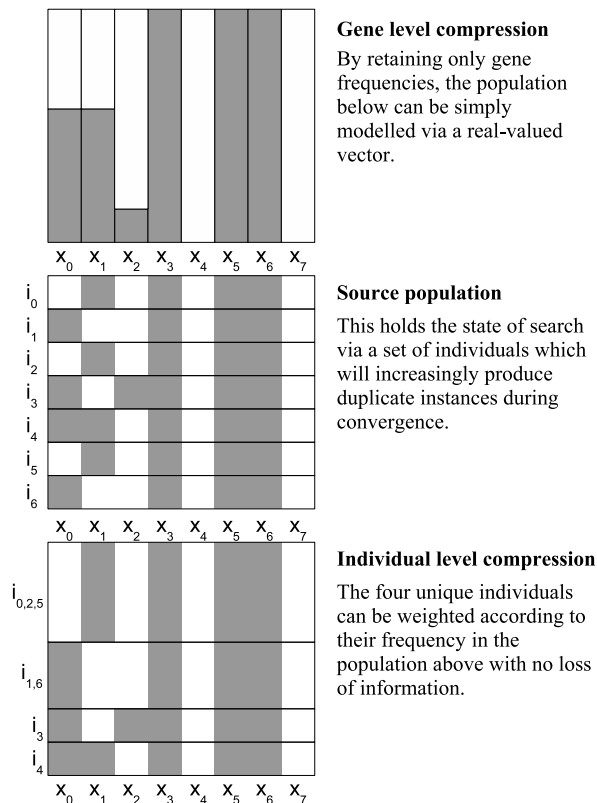 Gene level compression
By retaining only gene
frequencies, the population
below can be simply
modelled via a real-valued
vector.
x0 x1 x2 x3 x4 x5 x6 x7
i0
i1
i2
i3
i4
i5
i6
Source population
This holds the state of search
via a set of individuals which
will increasingly produce
duplicate instances during
convergence.
x0 x1 x2 x3 x4 x5 x6 x7
i0,2,5
i1,6
i3
i4
Individual level compression
The four unique individuals
can be weighted according to
their frequency in the
population above with no loss
of information.
x0 x1 x2 x3 x4 x5 x6 x7